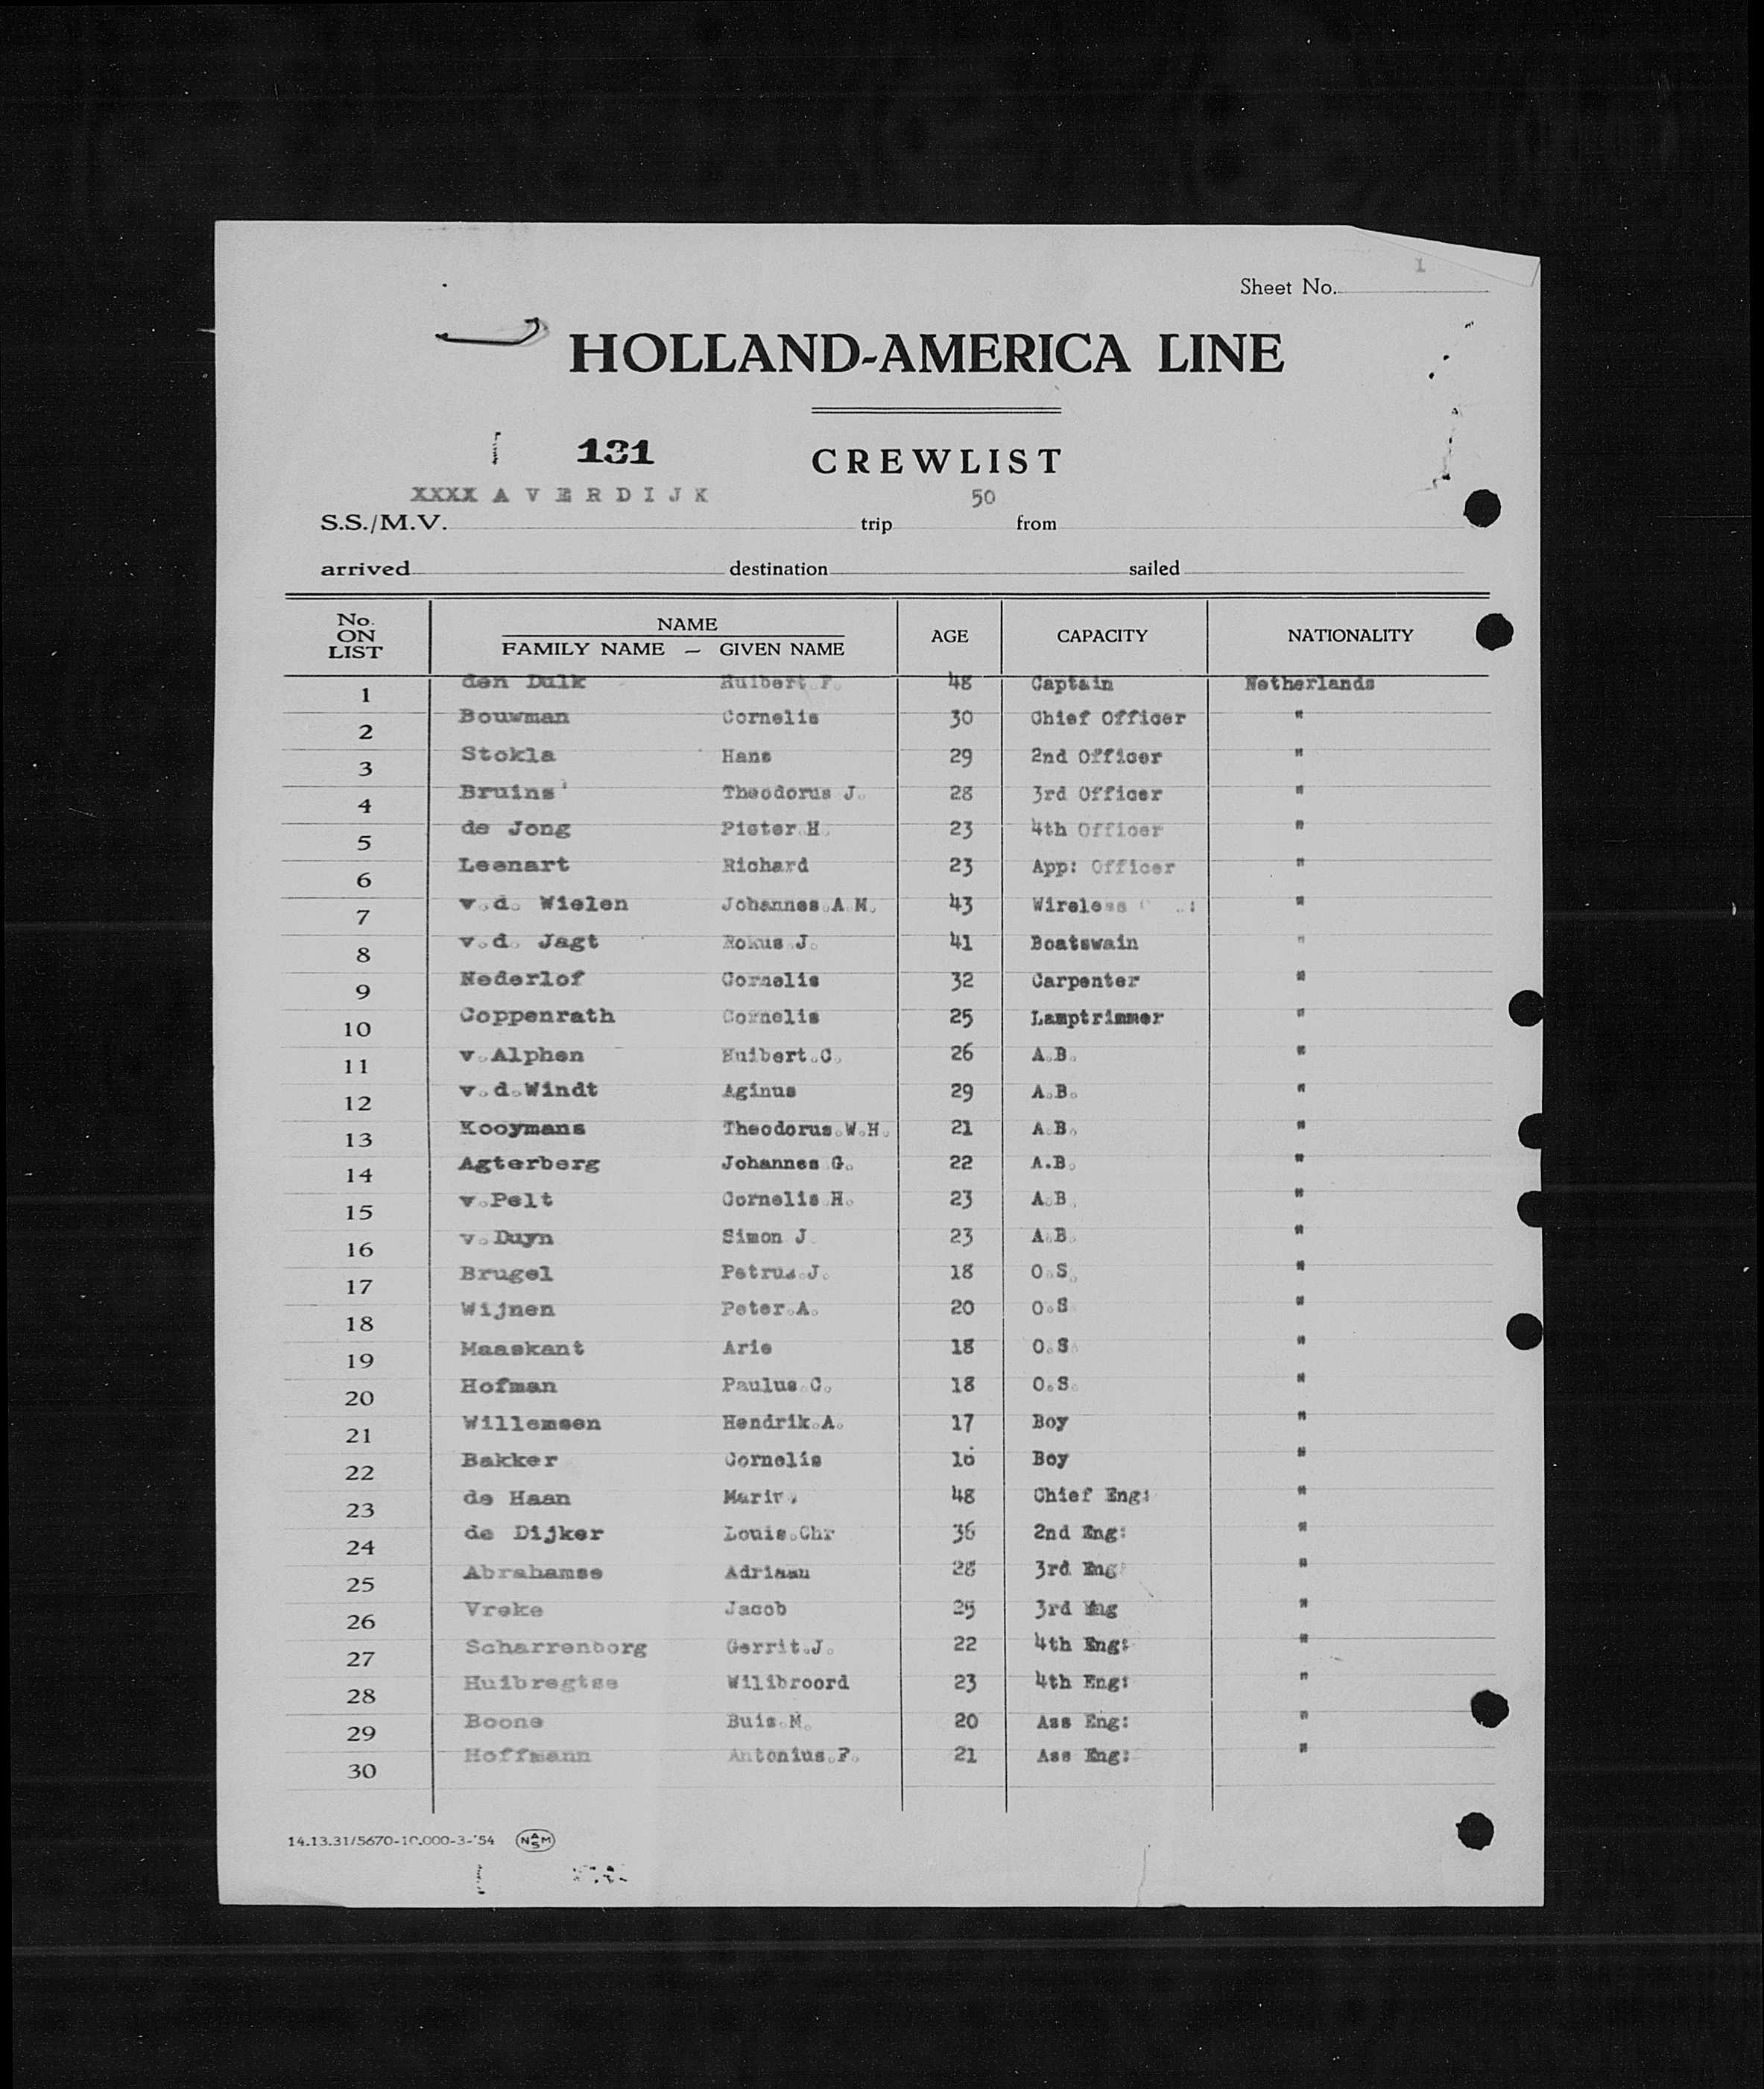 1
Sheet No.
HOLLAND-AMERICA LINE
131
CREWLIST
XXXX A V E R D I J K 50
S.S./M.V. trip from
arrived destination sailed
No. ON LIST NAME FAMILY NAME — GIVEN NAME AGE CAPACITY NATIONALITY
1 den Dulk Huibert F. 48 Captain Netherlands
2 Bouwman Cornelis 30 Chief Officer "
3 Stokla Hans 29 2nd Officer "
4 Bruins' Theodorus J. 28 3rd Officer "
5 de Jong Pieter.H. 23 4th Officer "
6 Leenart Richard 23 App: Officer "
7 v.d. Wielen Johannes.A.M. 43 Wireless "
8 v.d. Jagt Rokus.J. 41 Boatswain "
9 Nederlof Cornelis 32 Carpenter "
10 Coppenrath Cornelis 25 Lamptrimmer "
11 v.Alphen Huibert.C. 26 A.B. "
12 v.d.Windt Aginus 29 A.B. "
13 Kooymans Theodorus.W.H. 21 A.B. "
14 Agterberg Johannes G. 22 A.B. "
15 v.Pelt Cornelis.H. 23 A.B. "
16 v.Duyn Simon J. 23 A.B. "
17 Brugel Petrus.J. 18 O.S. "
18 Wijnen Peter.A. 20 O.S "
19 Maaskant Arie 18 O.S. "
20 Hofman Paulus.C. 18 O.S. "
21 Willemsen Hendrik.A. 17 Boy "
22 Bakker Cornelis Boy "
23 de Haan 48 Chief Eng: "
24 de Dijker Louis.Chr 36 2nd Eng: "
25 Abrahamse Adriaan 28 3rd Eng: "
26 Vreke Jacob 25 3rd Eng "
27 Scharrenborg Gerrit.J. 22 4th Eng: "
28 Huibregtse Wilibroord 23 4th Eng: "
29 Boone Buis.M. 20 Ass Eng: "
30 Hoffmann Antonius.F. 21 Ass Eng: "
14.13.31/5670-10.000-3-'54 NASM